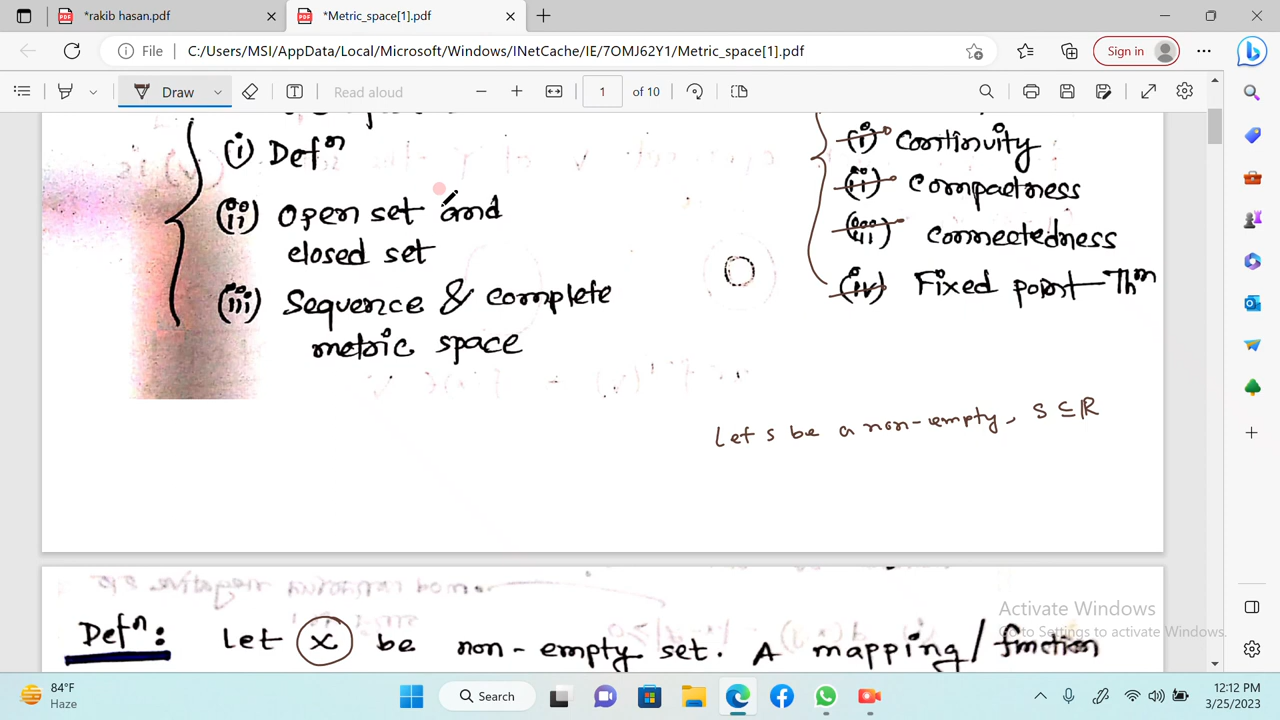 *rakib hasan.pdf
*Metric_space[1].pdf
File
C:/Users/MSI/AppData/Local/Microsoft/Windows/INetCache/IE/7OMJ62Y1/Metric_space[1].pdf
Sign in
Draw
Read aloud
1 of 10
(i) Defⁿ
(ii) Open set and
closed set
(iii) Sequence & complete
metric space
(i) Continuity
(ii) Compactness
(iii) Connectedness
(iv) Fixed point Thm
Let s be a non-empty, S ⊆ ℝ
Defⁿ: Let X be non-empty set. A mapping/function
Activate Windows
Go to Settings to activate Windows.
84°F
Haze
Search
12:12 PM
3/25/2023